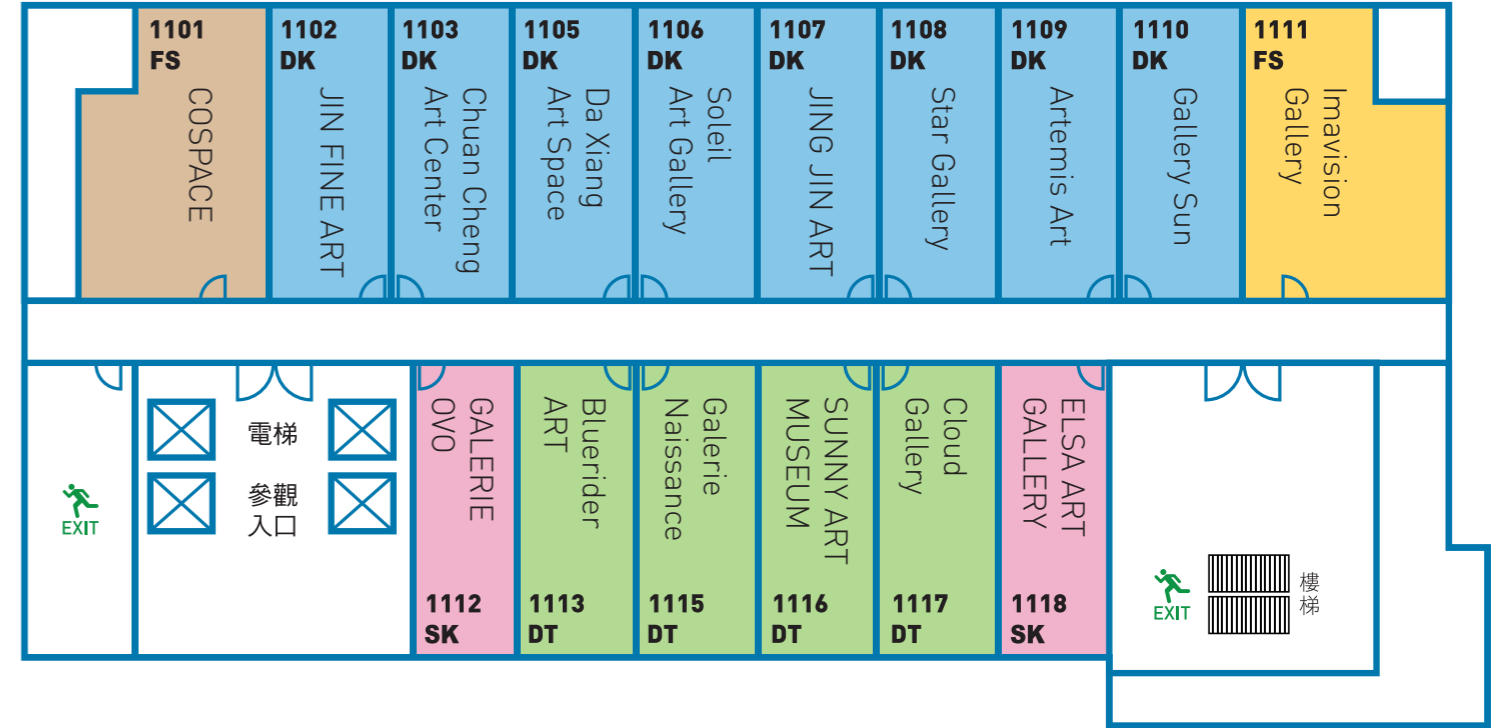 1101
FS
COSPACE
1102
DK
JIN FINE ART
1103
DK
Chuan Cheng
Art Center
1105
DK
Da Xiang
Art Space
1106
DK
Soleil
Art Gallery
1107
DK
JING JIN ART
1108
DK
Star Gallery
1109
DK
Artemis Art
1110
DK
Gallery Sun
1111
FS
Imavision
Gallery
EXIT
電梯
參觀
入口
GALERIE
OVO
1112
SK
Bluerider
ART
1113
DT
Galerie
Naissance
1115
DT
SUNNY ART
MUSEUM
1116
DT
Cloud
Gallery
1117
DT
ELSA ART
GALLERY
1118
SK
EXIT
樓梯